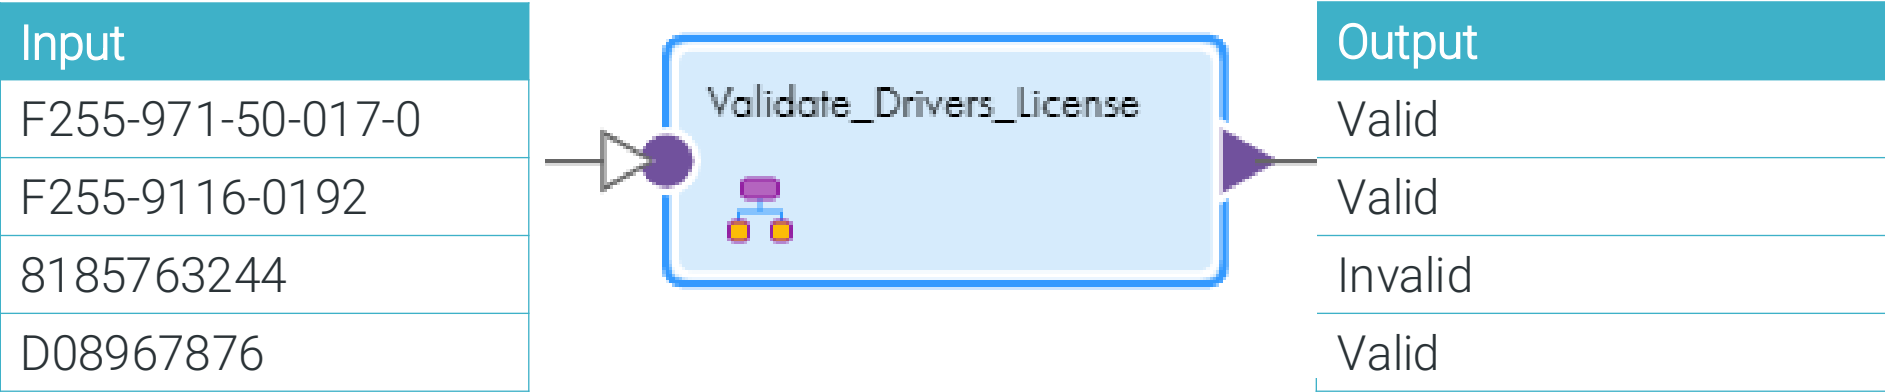 Input
F255-971-50-017-0
F255-9116-0192
8185763244
D08967876
Validate_Drivers_License
Output
Valid
Valid
Invalid
Valid